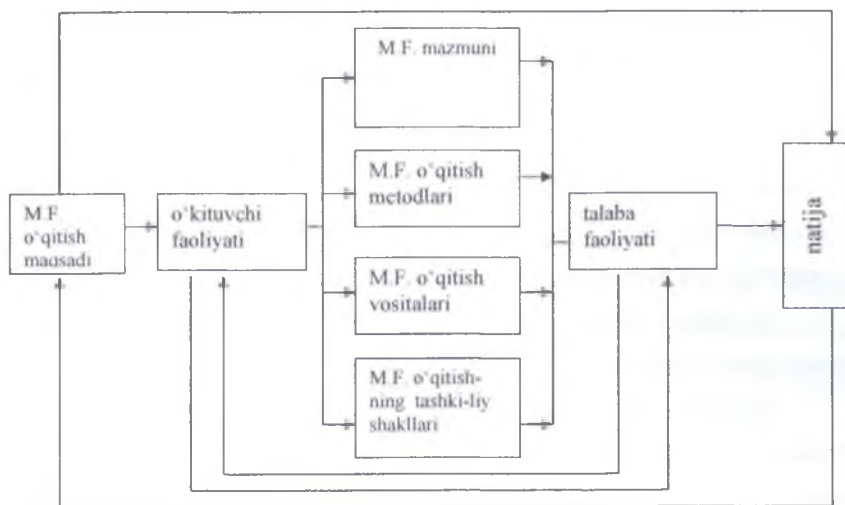 M.F. mazmuni
M.F. o‘qitish
metodlari
M.F.
o‘qitish
maqsadi
o‘kituvchi
faoliyati
talaba
faoliyati
natija
M.F. o‘qitish
vositalari
M.F. o‘qitish-
ning tashki-liy
shakllari